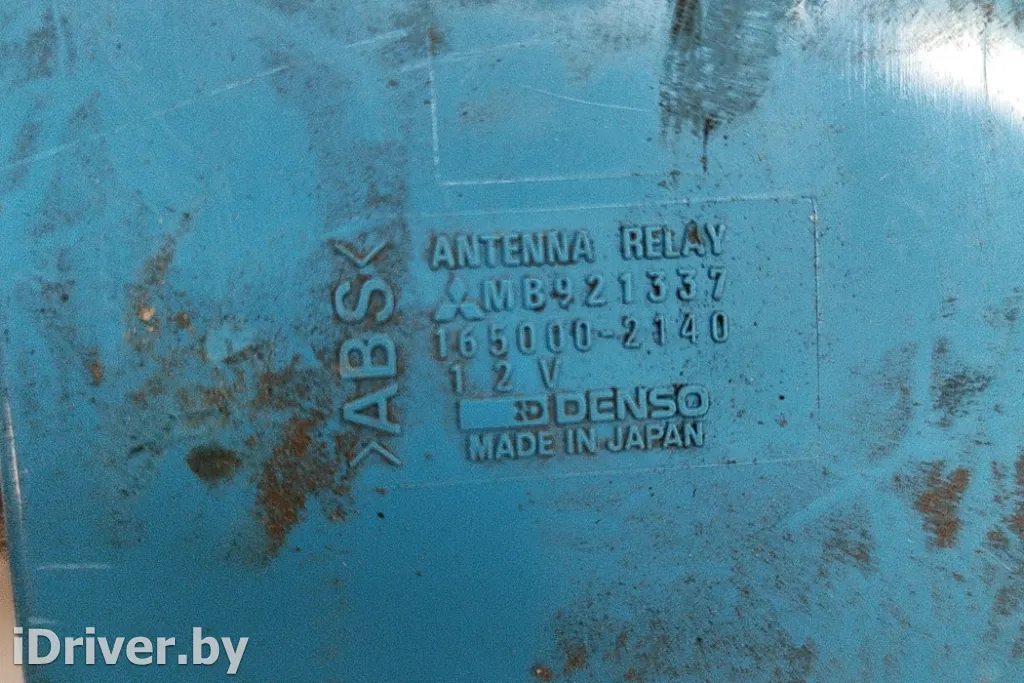 ANTENNA RELAY
MB921337
165000-2140
12V
DENSO
MADE IN JAPAN
>ABS<
iDriver.by